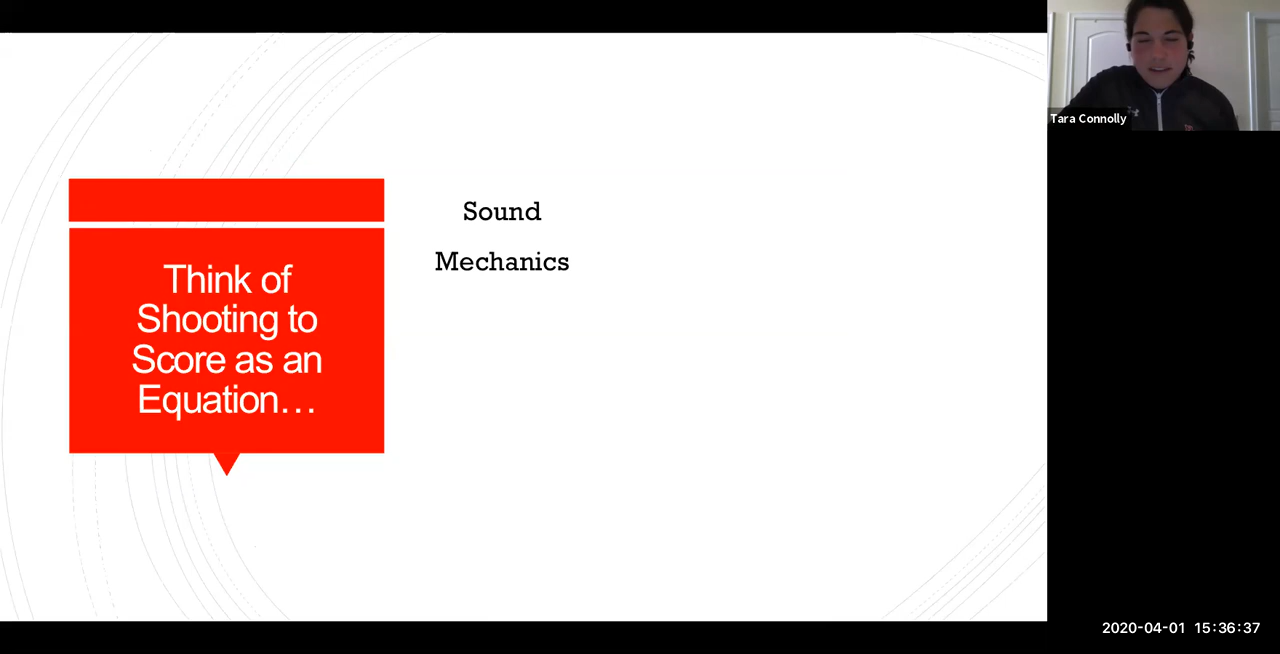 Think of
Shooting to
Score as an
Equation…
Sound
Mechanics
Tara Connolly
2020-04-01 15:36:37